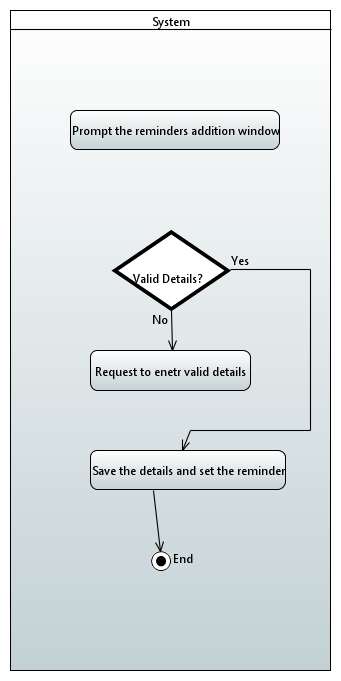 System
Prompt the reminders addition window
Valid Details?
Yes
No
Request to enetr valid details
Save the details and set the reminder
End